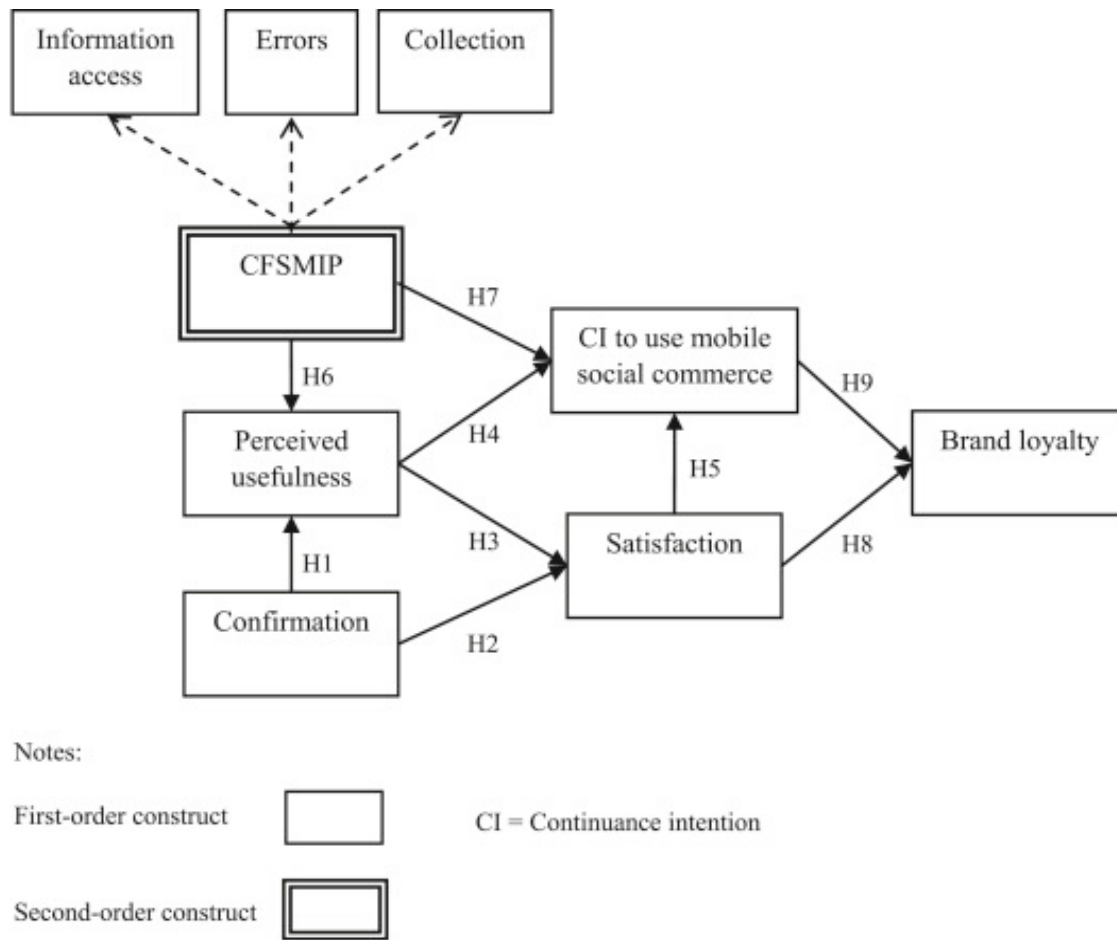 Information
access
Errors
Collection
CFSMIP
H7
CI to use mobile
social commerce
H6
H9
Perceived
usefulness
H4
Brand loyalty
H5
H3
Satisfaction
H8
H1
Confirmation
H2
Notes:
First-order construct
CI = Continuance intention
Second-order construct